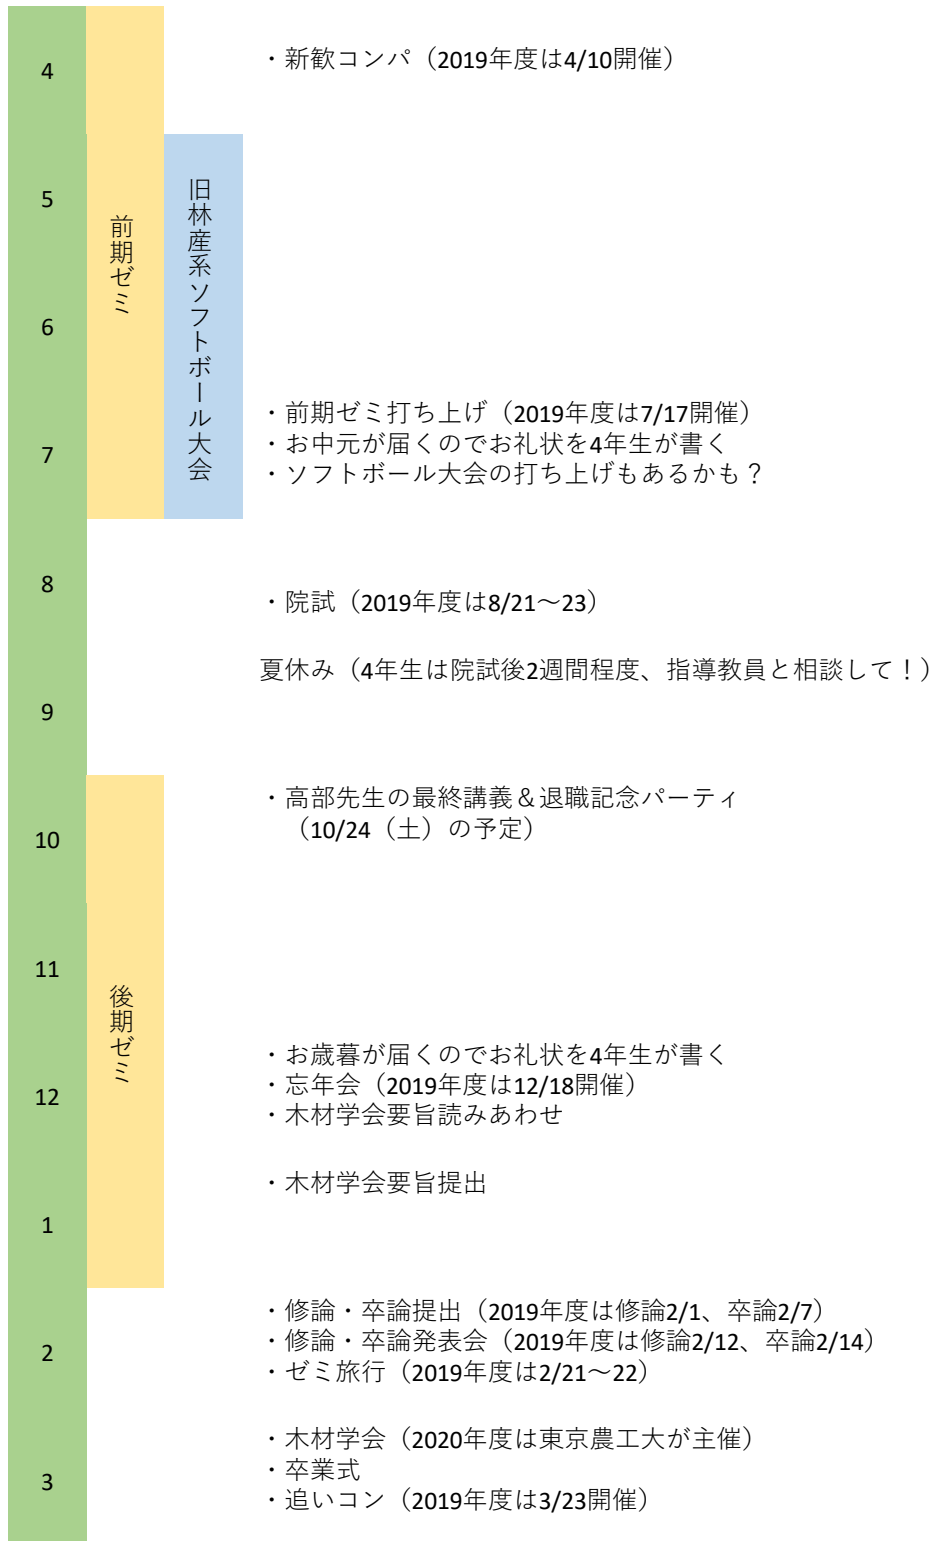 4
・新歓コンパ（2019年度は4/10開催）
5
前期ゼミ
旧林産系ソフトボール大会
6
・前期ゼミ打ち上げ（2019年度は7/17開催）
・お中元が届くのでお礼状を4年生が書く
7
・ソフトボール大会の打ち上げもあるかも？
8
・院試（2019年度は8/21～23）
夏休み（4年生は院試後2週間程度、指導教員と相談して！）
9
・高部先生の最終講義＆退職記念パーティ
（10/24（土）の予定）
10
11
後期ゼミ
・お歳暮が届くのでお礼状を4年生が書く
・忘年会（2019年度は12/18開催）
12
・木材学会要旨読みあわせ
・木材学会要旨提出
1
・修論・卒論提出（2019年度は修論2/1、卒論2/7）
・修論・卒論発表会（2019年度は修論2/12、卒論2/14）
2
・ゼミ旅行（2019年度は2/21～22）
・木材学会（2020年度は東京農工大が主催）
・卒業式
3
・追いコン（2019年度は3/23開催）